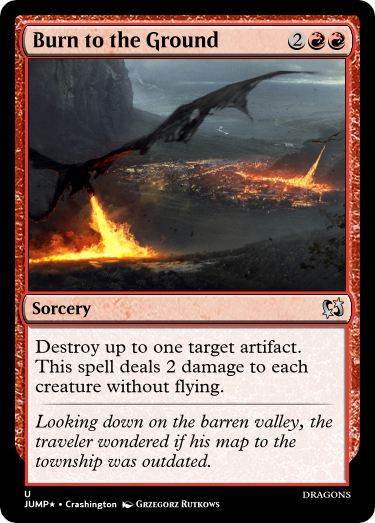 Burn to the Ground 2
Sorcery
Destroy up to one target artifact.
This spell deals 2 damage to each
creature without flying.
Looking down on the barren valley, the
traveler wondered if his map to the
township was outdated.
U
JUMP★ • Crashington GRZEGORZ RUTKOWS
DRAGONS